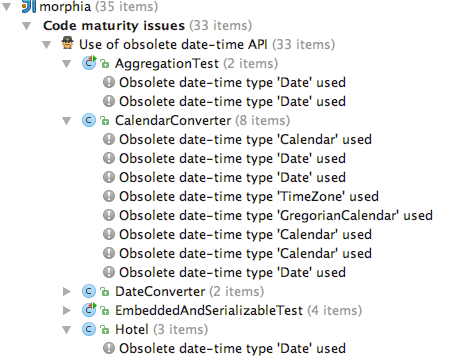 morphia (35 items)
Code maturity issues (33 items)
Use of obsolete date-time API (33 items)
AggregationTest (2 items)
Obsolete date-time type 'Date' used
Obsolete date-time type 'Date' used
CalendarConverter (8 items)
Obsolete date-time type 'Calendar' used
Obsolete date-time type 'Date' used
Obsolete date-time type 'Date' used
Obsolete date-time type 'TimeZone' used
Obsolete date-time type 'GregorianCalendar' used
Obsolete date-time type 'Calendar' used
Obsolete date-time type 'Calendar' used
Obsolete date-time type 'Date' used
DateConverter (2 items)
EmbeddedAndSerializableTest (4 items)
Hotel (3 items)
Obsolete date-time type 'Date' used